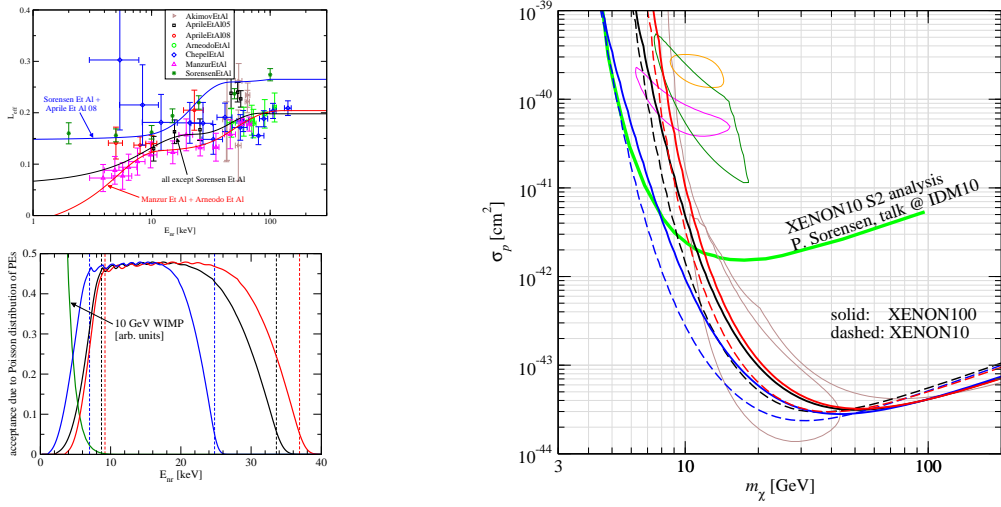 AkimovEtAl
AprileEtAl05
AprileEtAl08
ArneodoEtAl
ChepelEtAl
ManzurEtAl
SorensenEtAl
L_eff
0.4
0.3
0.2
0.1
0
Sorensen Et Al +
Aprile Et Al 08
all except Sorensen Et Al
Manzur Et Al + Arneodo Et Al
1
10
100
E_nr [keV]
acceptance due to Poisson distribution of PEs
0.5
0.4
0.3
0.2
0.1
0
10 GeV WIMP
[arb. units]
0
10
20
30
40
E_nr [keV]
σ_p [cm²]
10⁻³⁹
10⁻⁴⁰
10⁻⁴¹
10⁻⁴²
10⁻⁴³
10⁻⁴⁴
XENON10 S2 analysis
P. Sorensen, talk @ IDM10
solid: XENON100
dashed: XENON10
3
10
100
m_χ [GeV]